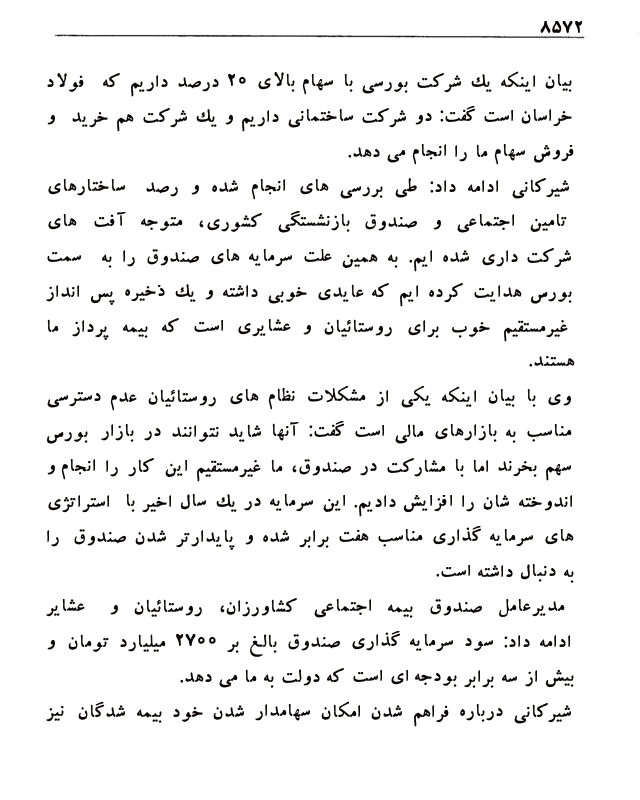 ۸۵۷۲
بیان اینکه یك شرکت بورسی با سهام بالای ۲۰ درصد داریم که فولاد
خراسان است گفت: دو شرکت ساختمانی داریم و یك شرکت هم خرید و
فروش سهام ما را انجام می دهد.
شیرکانی ادامه داد: طی بررسی های انجام شده و رصد ساختارهای
تامین اجتماعی و صندوق بازنشستگی کشوری، متوجه آفت های
شرکت داری شده ایم. به همین علت سرمایه های صندوق را به سمت
بورس هدایت کرده ایم که عایدی خوبی داشته و یك ذخیره پس انداز
غیرمستقیم خوب برای روستائیان و عشایری است که بیمه پرداز ما
هستند.
وی با بیان اینکه یکی از مشکلات نظام های روستائیان عدم دسترسی
مناسب به بازارهای مالی است گفت: آنها شاید نتوانند در بازار بورس
سهم بخرند اما با مشارکت در صندوق، ما غیرمستقیم این کار را انجام و
اندوخته شان را افزایش دادیم. این سرمایه در یك سال اخیر با استراتژی
های سرمایه گذاری مناسب هفت برابر شده و پایدارتر شدن صندوق را
به دنبال داشته است.
مدیرعامل صندوق بیمه اجتماعی کشاورزان، روستائیان و عشایر
ادامه داد: سود سرمایه گذاری صندوق بالغ بر ۲۷۰۰ میلیارد تومان و
بیش از سه برابر بودجه ای است که دولت به ما می دهد.
شیرکانی درباره فراهم شدن امکان سهامدار شدن خود بیمه شدگان نیز